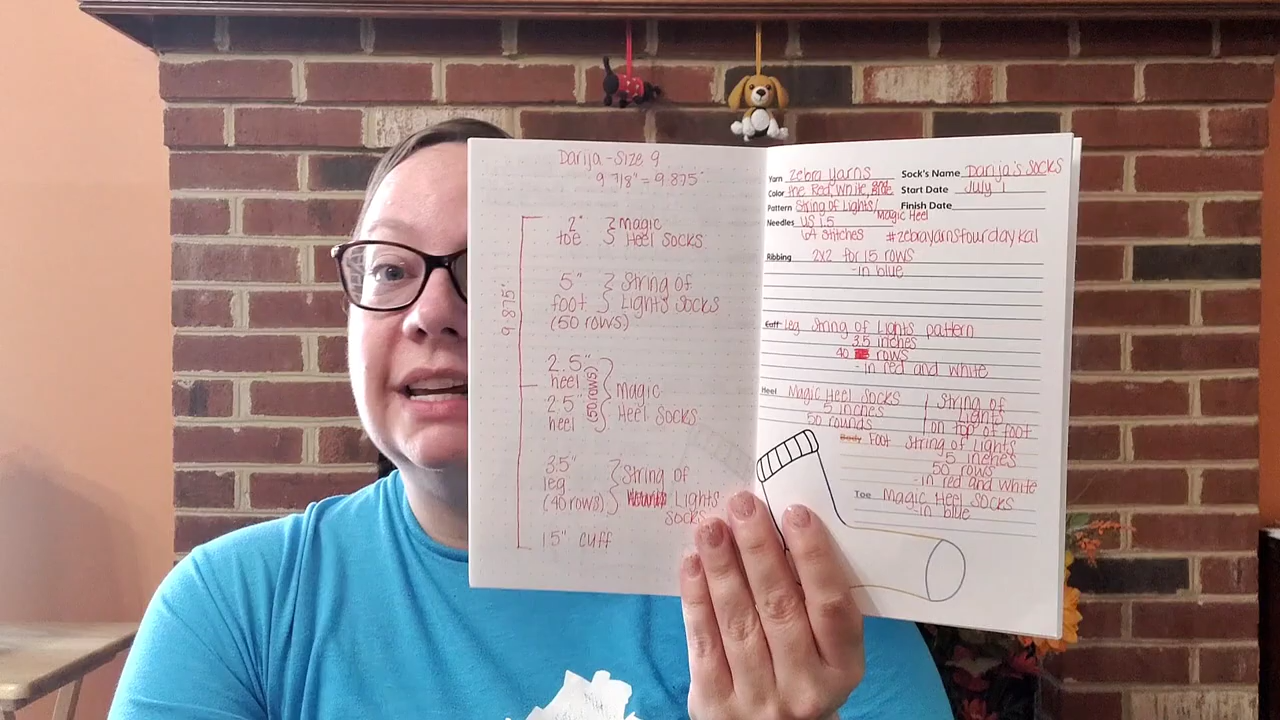 Darija - Size 9
9 7/8" = 9.875"
2" toe } Magic Heel Socks
5" foot (50 rows) } String of Lights Socks
9.875"
2.5" heel
2.5" heel
(50 rows) } Magic Heel Socks
3.5" leg (40 rows) } String of Lights Socks
1.5" cuff
Yarn Zebra Yarns
Color the Red, White,
Pattern String of Lights/ Magic Heel
Needles US 1.5
64 stitches
Sock's Name Darija's Socks
Start Date July 1
Finish Date
#zebrayarnsfourdaykal
Ribbing 2x2 for 15 rows
- in blue
Cuff Leg String of Lights pattern
3.5 inches
40 rows
- in red and white
Heel Magic Heel Socks
5 inches
50 rounds
String of
Lights
on top of foot
Body Foot String of Lights
5 inches
50 rows
- in red and white
Toe Magic Heel Socks
- in blue